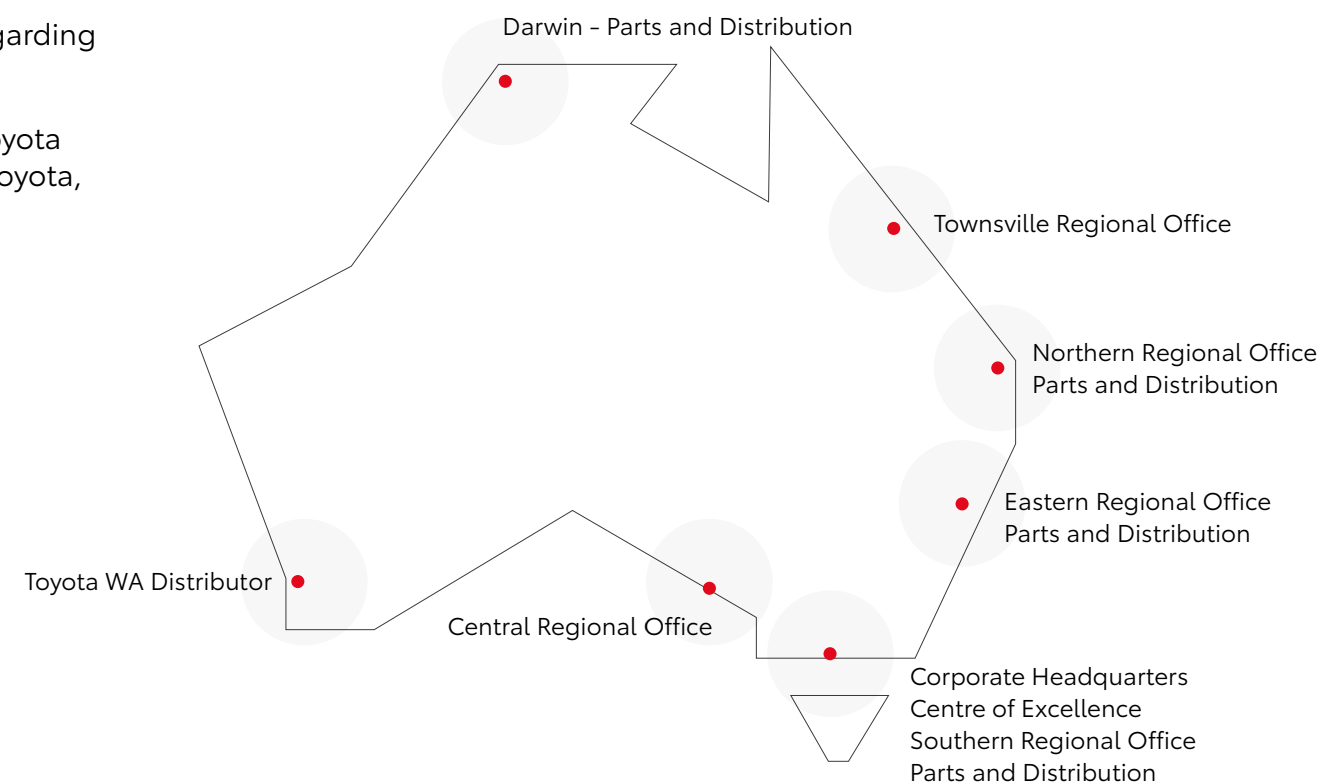 garding
oyota
oyota,
Darwin - Parts and Distribution
Townsville Regional Office
Northern Regional Office
Parts and Distribution
Eastern Regional Office
Parts and Distribution
Toyota WA Distributor
Central Regional Office
Corporate Headquarters
Centre of Excellence
Southern Regional Office
Parts and Distribution